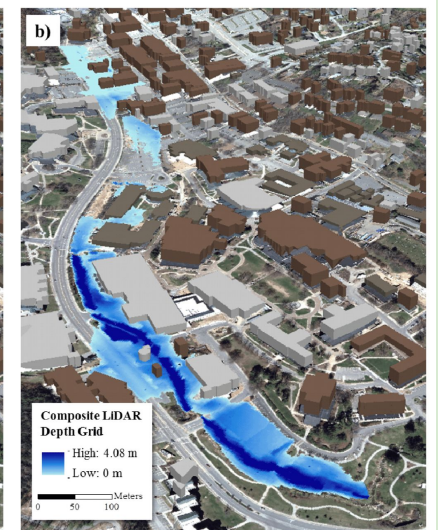 b)
Composite LiDAR
Depth Grid
High: 4.08 m
Low: 0 m
0 50 100
Meters